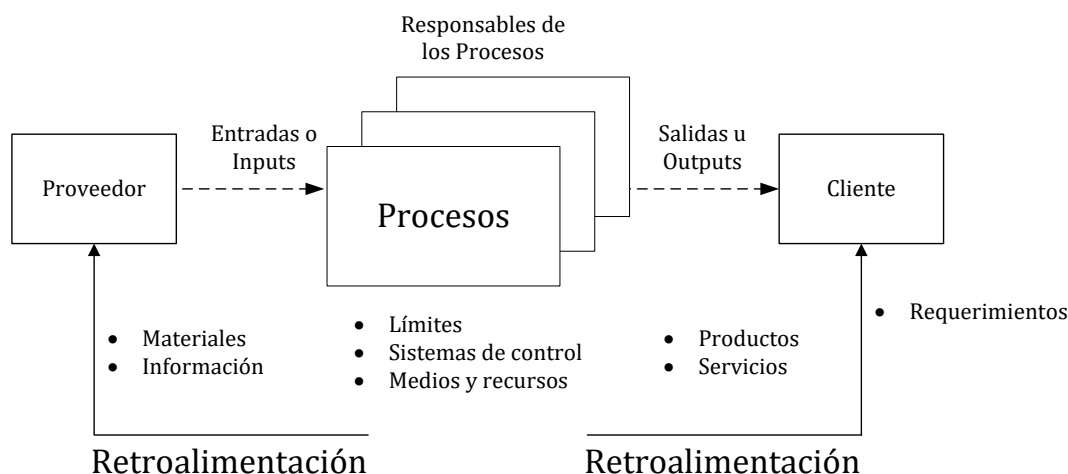 Responsables de
los Procesos
Entradas o
Inputs
Salidas u
Outputs
Proveedor
Procesos
Cliente
• Materiales
• Información
• Límites
• Sistemas de control
• Medios y recursos
• Productos
• Servicios
• Requerimientos
Retroalimentación
Retroalimentación